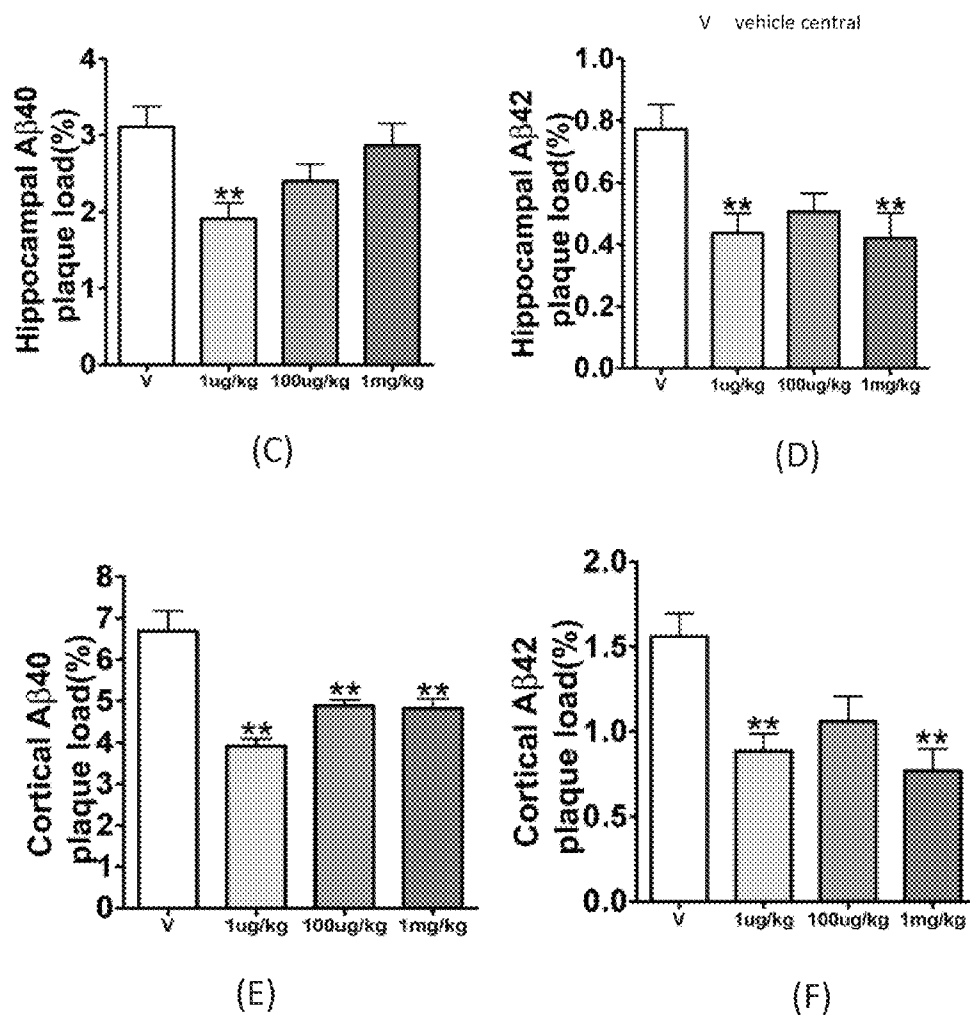 V vehicle central
Hippocampal Aβ40
plaque load(%)
4
3
2
1
0
**
V 1ug/kg 100ug/kg 1mg/kg
(C)
Hippocampal Aβ42
plaque load(%)
1.0
0.8
0.6
0.4
0.2
0.0
** **
V 1ug/kg 100ug/kg 1mg/kg
(D)
Cortical Aβ40
plaque load(%)
8
7
6
5
4
3
2
1
0
** ** **
V 1ug/kg 100ug/kg 1mg/kg
(E)
Cortical Aβ42
plaque load(%)
2.0
1.5
1.0
0.5
0.0
** **
V 1ug/kg 100ug/kg 1mg/kg
(F)